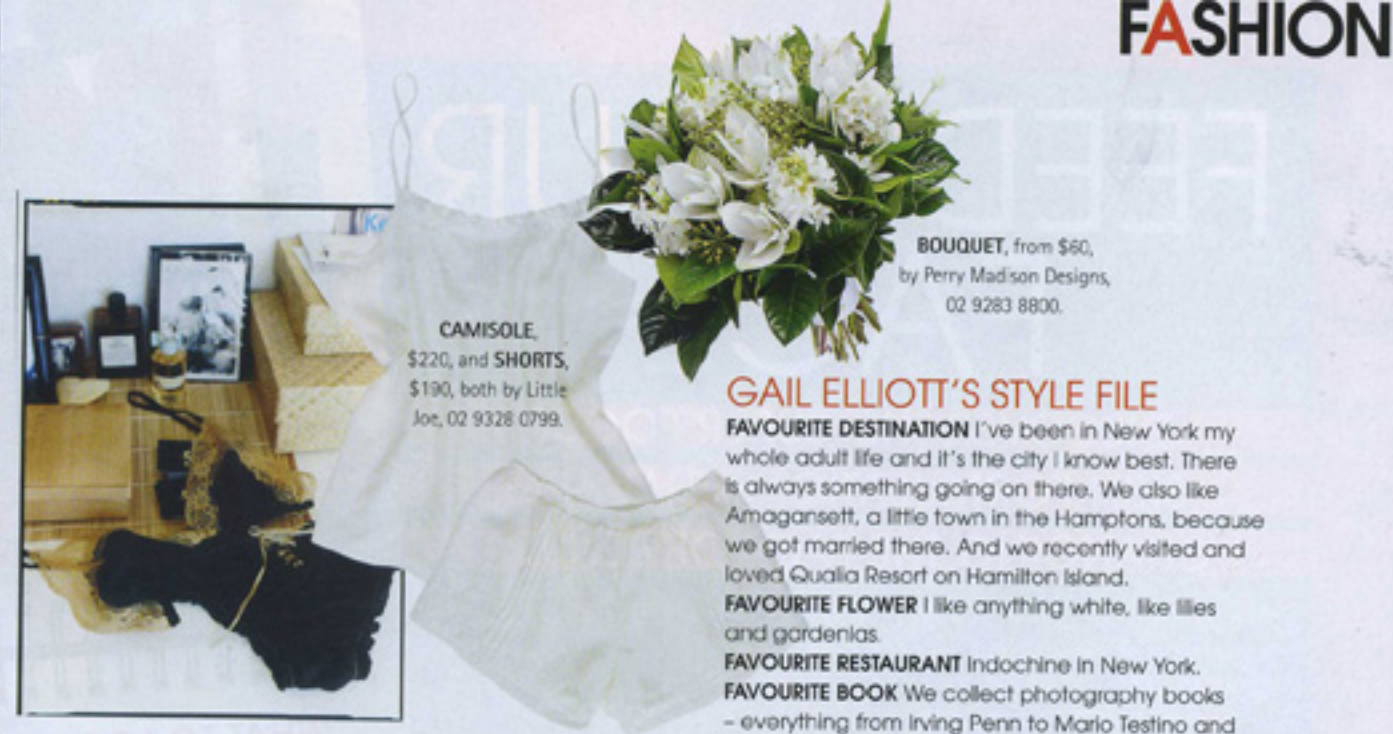 FASHION
BOUQUET, from $60,
by Perry Madison Designs,
02 9283 8800.
CAMISOLE,
$220, and SHORTS,
$190, both by Little
Joe, 02 9328 0799.
GAIL ELLIOTT'S STYLE FILE
FAVOURITE DESTINATION I've been in New York my
whole adult life and it's the city I know best. There
is always something going on there. We also like
Amagansett, a little town in the Hamptons, because
we got married there. And we recently visited and
loved Qualia Resort on Hamilton Island.
FAVOURITE FLOWER I like anything white, like lilies
and gardenias.
FAVOURITE RESTAURANT Indochine in New York.
FAVOURITE BOOK We collect photography books
– everything from Irving Penn to Mario Testino and